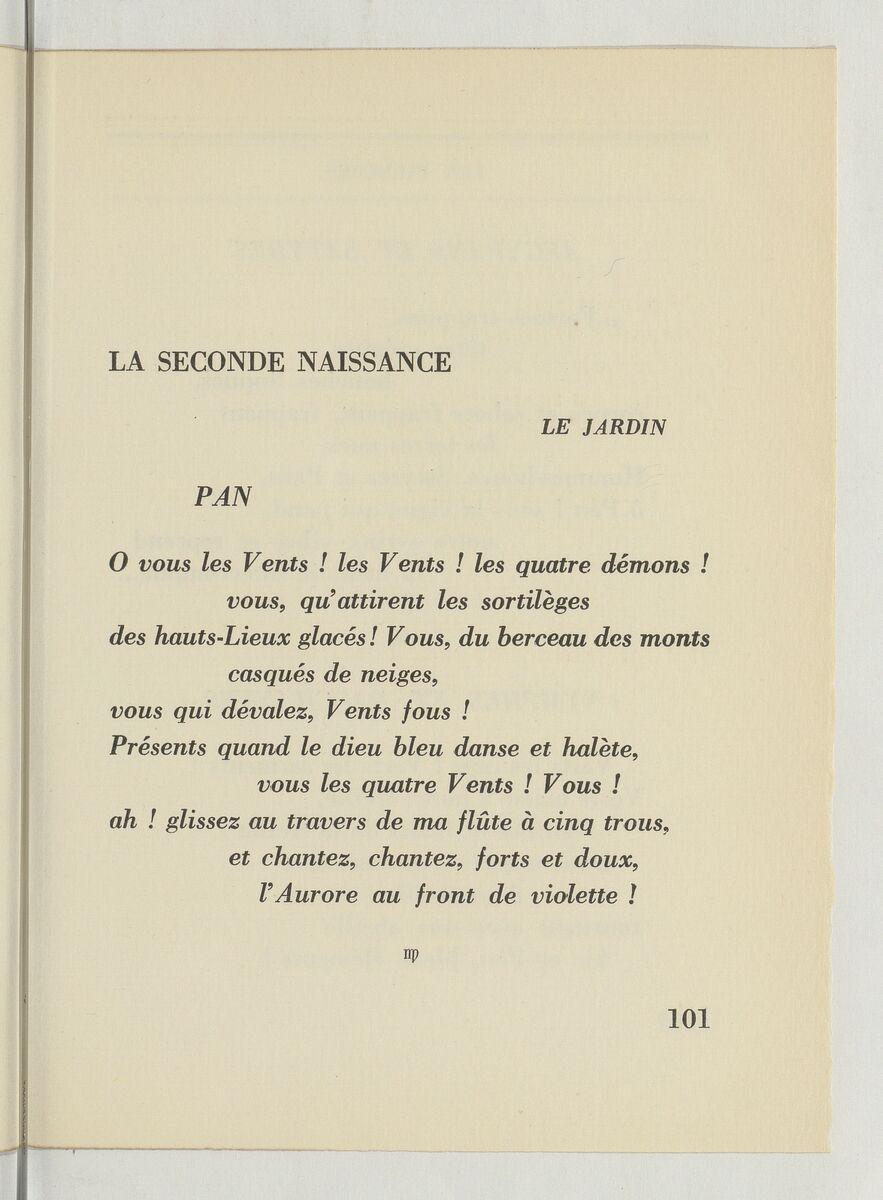 LA SECONDE NAISSANCE
LE JARDIN
PAN
O vous les Vents ! les Vents ! les quatre démons !
vous, qu'attirent les sortilèges
des hauts-Lieux glacés! Vous, du berceau des monts
casqués de neiges,
vous qui dévalez, Vents fous !
Présents quand le dieu bleu danse et halète,
vous les quatre Vents ! Vous !
ah ! glissez au travers de ma flûte à cinq trous,
et chantez, chantez, forts et doux,
l'Aurore au front de violette !
101